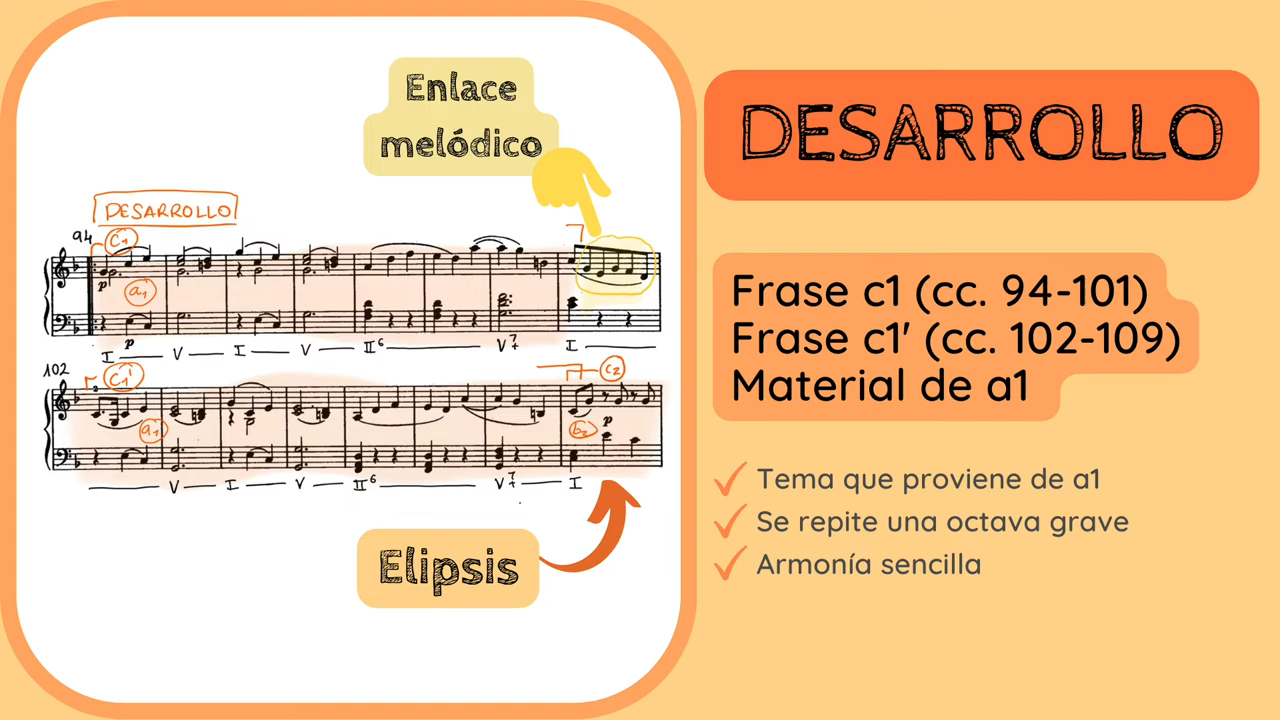 Enlace
melódico
DESARROLLO
94
c1
a1
p
p
I V I V II6 V7 I
102
c1'
c2
a1
b2
p
V I V II6 V7 I
Elipsis
DESARROLLO
Frase c1 (cc. 94-101)
Frase c1' (cc. 102-109)
Material de a1
Tema que proviene de a1
Se repite una octava grave
Armonía sencilla